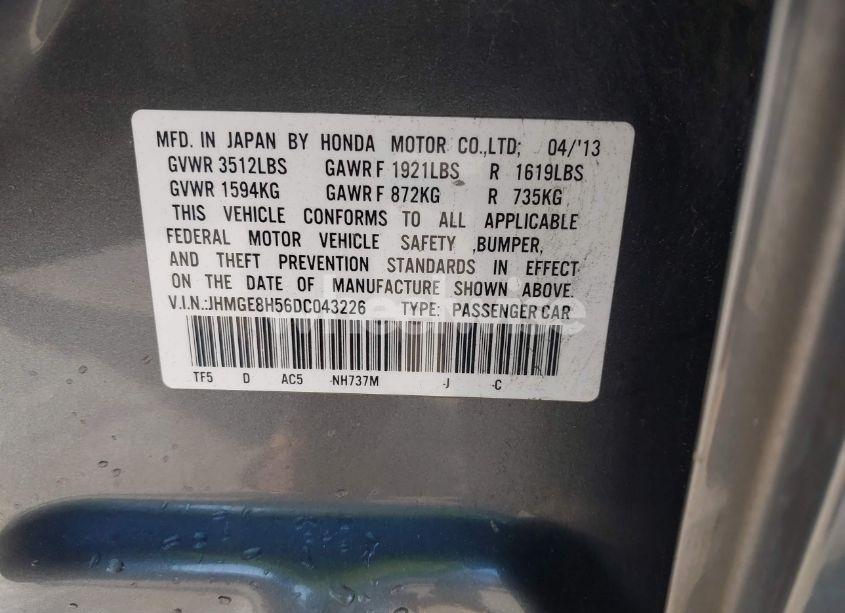 MFD. IN JAPAN BY HONDA MOTOR CO.,LTD; 04/'13
GVWR 3512LBS GAWR F 1921LBS R 1619LBS
GVWR 1594KG GAWR F 872KG R 735KG
THIS VEHICLE CONFORMS TO ALL APPLICABLE
FEDERAL MOTOR VEHICLE SAFETY ,BUMPER,
AND THEFT PREVENTION STANDARDS IN EFFECT
ON THE DATE OF MANUFACTURE SHOWN ABOVE.
V.I.N.:JHMGE8H56DC043226 TYPE: PASSENGER CAR
TF5 D AC5 -NH737M -J -C